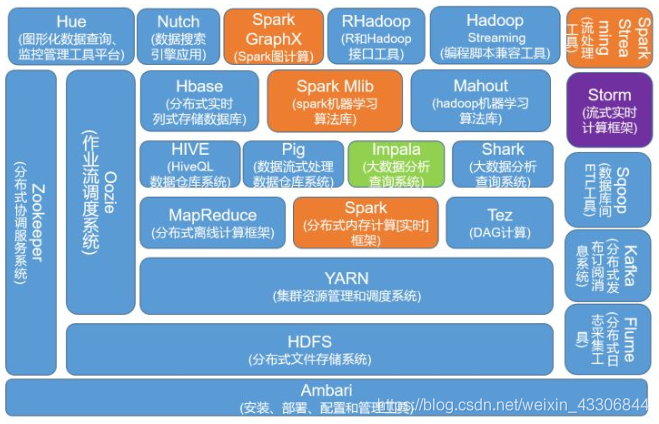 Hue
(图形化数据查询、
监控管理工具平台)
Nutch
(数据搜索
引擎应用)
Spark
GraphX
(Spark图计算)
RHadoop
(R和Hadoop
接口工具)
Hadoop
Streaming
(编程脚本兼容工具)
Spark
Strea
ming
(流处理
工具)
Zookeeper
(分布式协调服务系统)
Oozie
(作业流调度系统)
Hbase
(分布式实时
列式存储数据库)
Spark Mlib
(spark机器学习
算法库)
Mahout
(hadoop机器学习
算法库)
Storm
(流式实时
计算框架)
HIVE
(HiveQL
数据仓库系统)
Pig
(数据流式处理
数据仓库系统)
Impala
(大数据分析
查询系统)
Shark
(大数据分析
查询系统)
Sqoop
(数据库间
ETL工具)
MapReduce
(分布式离线计算框架)
Spark
(分布式内存计算[实时]
框架)
Tez
(DAG计算)
Kafka
(分布式发
布订阅消
息系统)
YARN
(集群资源管理和调度系统)
Flume
(分布式日
志采集工
具)
HDFS
(分布式文件存储系统)
Ambari
(安装、部署、配置和管理工具)
https://blog.csdn.net/weixin_43306844